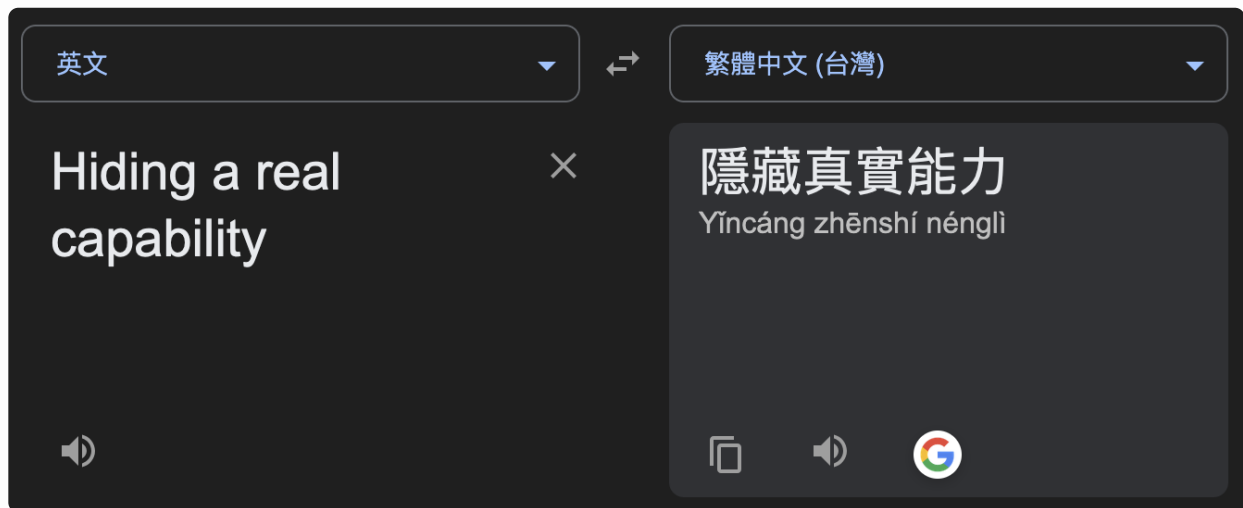 英文
繁體中文 (台灣)
Hiding a real
capability
隱藏真實能力
Yǐncáng zhēnshí nénglì